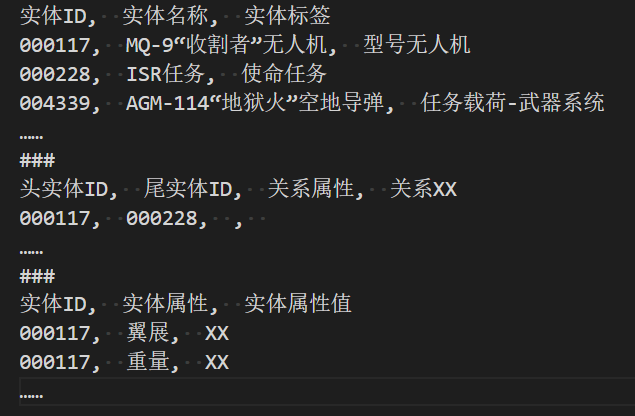 实体ID, 实体名称, 实体标签
000117, MQ-9“收割者”无人机, 型号无人机
000228, ISR任务, 使命任务
004339, AGM-114“地狱火”空地导弹, 任务载荷-武器系统
……
###
头实体ID, 尾实体ID, 关系属性, 关系XX
000117, 000228, ,
……
###
实体ID, 实体属性, 实体属性值
000117, 翼展, XX
000117, 重量, XX
……